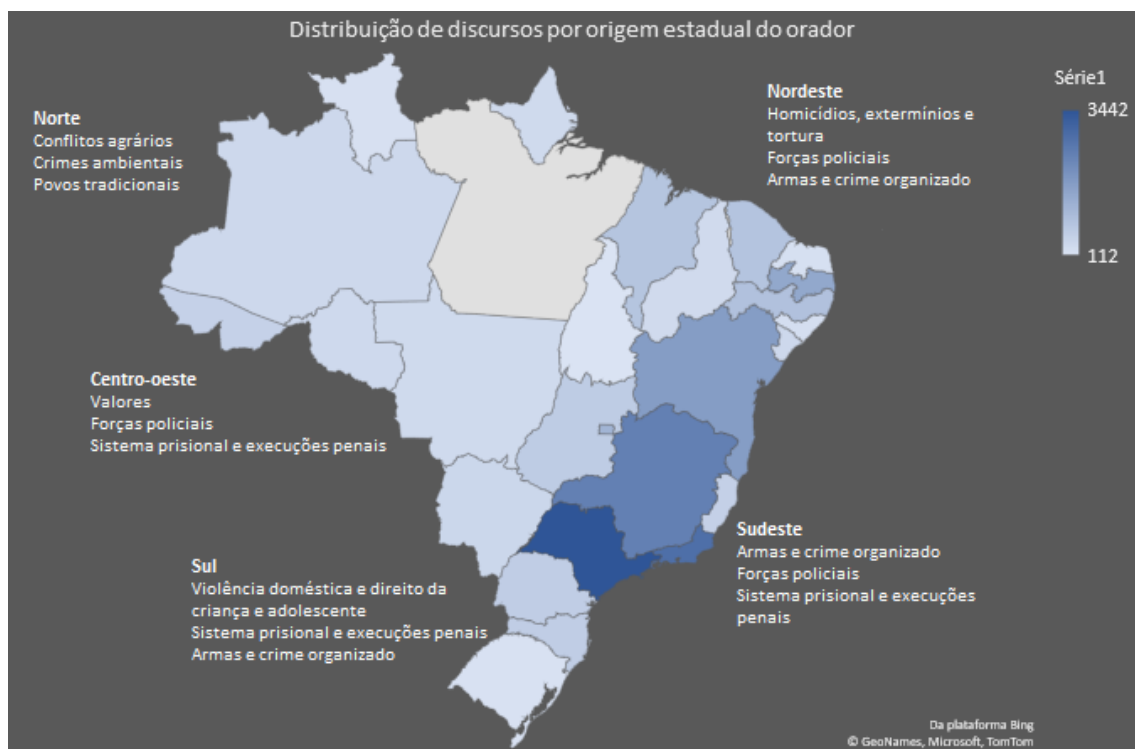 Distribuição de discursos por origem estadual do orador
Norte
Conflitos agrários
Crimes ambientais
Povos tradicionais
Nordeste
Homicídios, extermínios e
tortura
Forças policiais
Armas e crime organizado
Série1
3442
112
Centro-oeste
Valores
Forças policiais
Sistema prisional e execuções penais
Sul
Violência doméstica e direito da
criança e adolescente
Sistema prisional e execuções penais
Armas e crime organizado
Sudeste
Armas e crime organizado
Forças policiais
Sistema prisional e execuções
penais
Da plataforma Bing
© GeoNames, Microsoft, TomTom